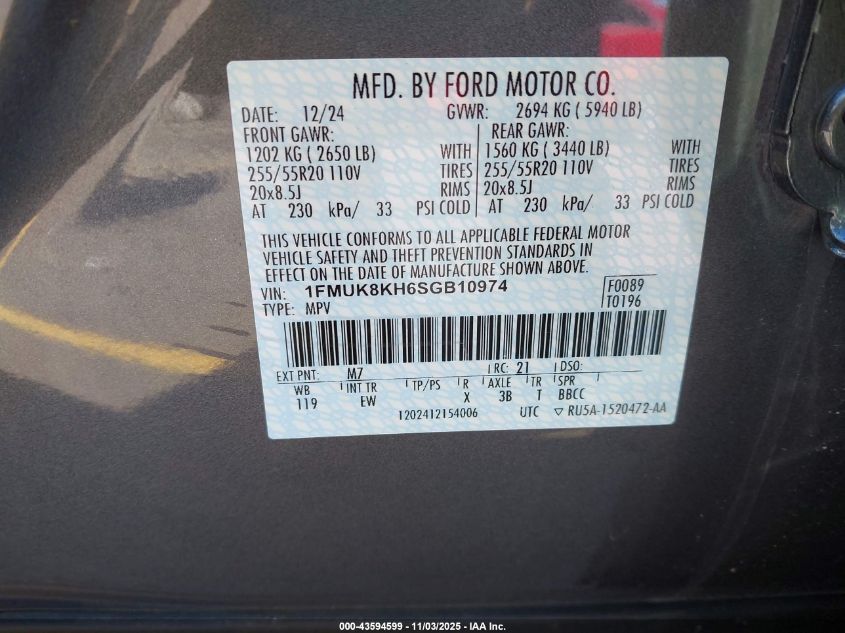 MFD. BY FORD MOTOR CO.
DATE: 12/24 GVWR: 2694 KG ( 5940 LB)
FRONT GAWR: REAR GAWR:
1202 KG ( 2650 LB) WITH 1560 KG ( 3440 LB) WITH
255/55R20 110V TIRES 255/55R20 110V TIRES
20x8.5J RIMS 20x8.5J RIMS
AT 230 kPa/ 33 PSI COLD AT 230 kPa/ 33 PSI COLD
THIS VEHICLE CONFORMS TO ALL APPLICABLE FEDERAL MOTOR
VEHICLE SAFETY AND THEFT PREVENTION STANDARDS IN
EFFECT ON THE DATE OF MANUFACTURE SHOWN ABOVE.
VIN: 1FMUK8KH6SGB10974 F0089
TYPE: MPV T0196
EXT PNT: M7 RC: 21 DSO:
WB INT TR TP/PS R AXLE TR SPR
119 EW X 3B T BBCC
1202412154006 UTC ▽ RU5A-1520472-AA
000-43594599 - 11/03/2025 - IAA Inc.